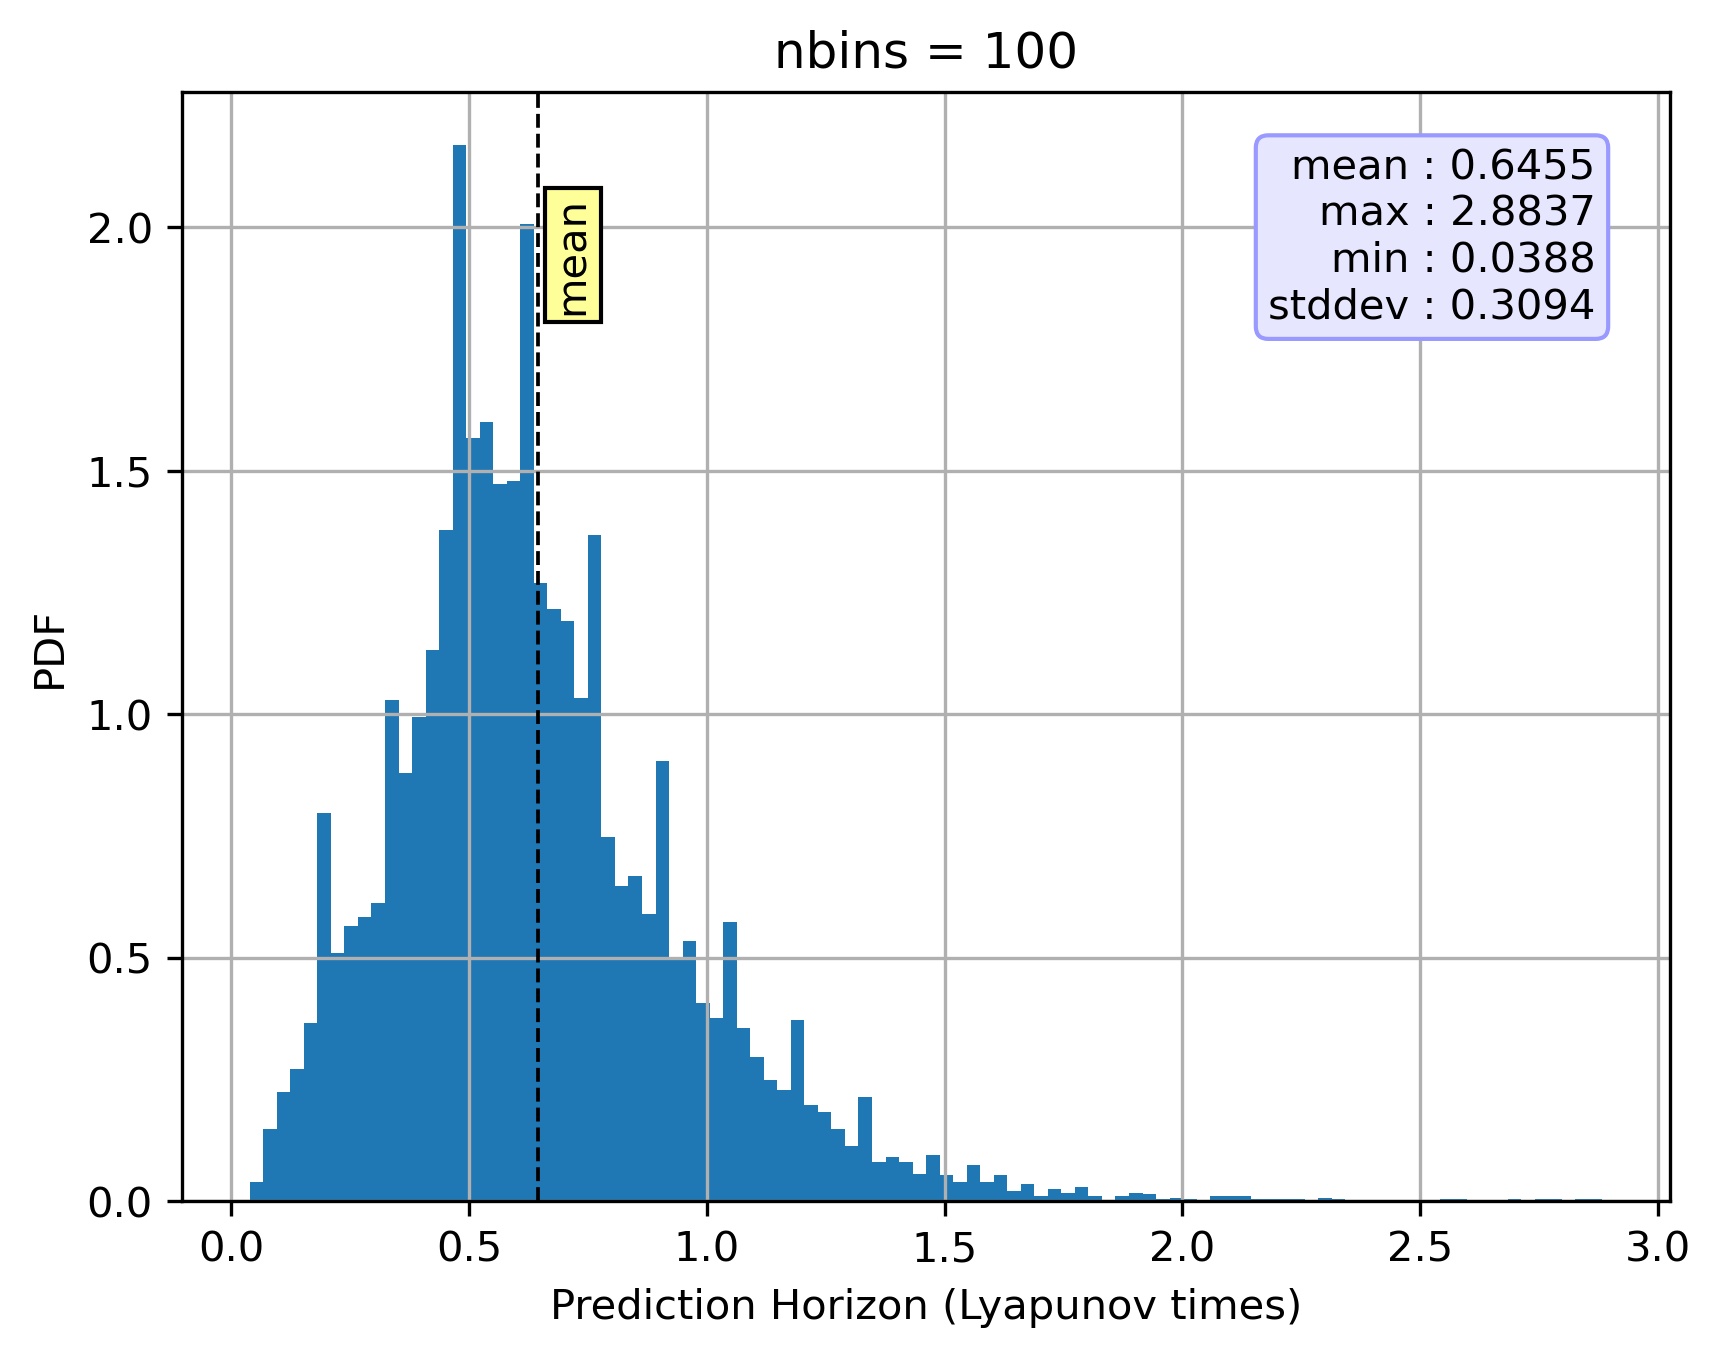 nbins = 100
mean : 0.6455
max : 2.8837
min : 0.0388
stddev : 0.3094
mean
PDF
2.0
1.5
1.0
0.5
0.0
0.0 0.5 1.0 1.5 2.0 2.5 3.0
Prediction Horizon (Lyapunov times)